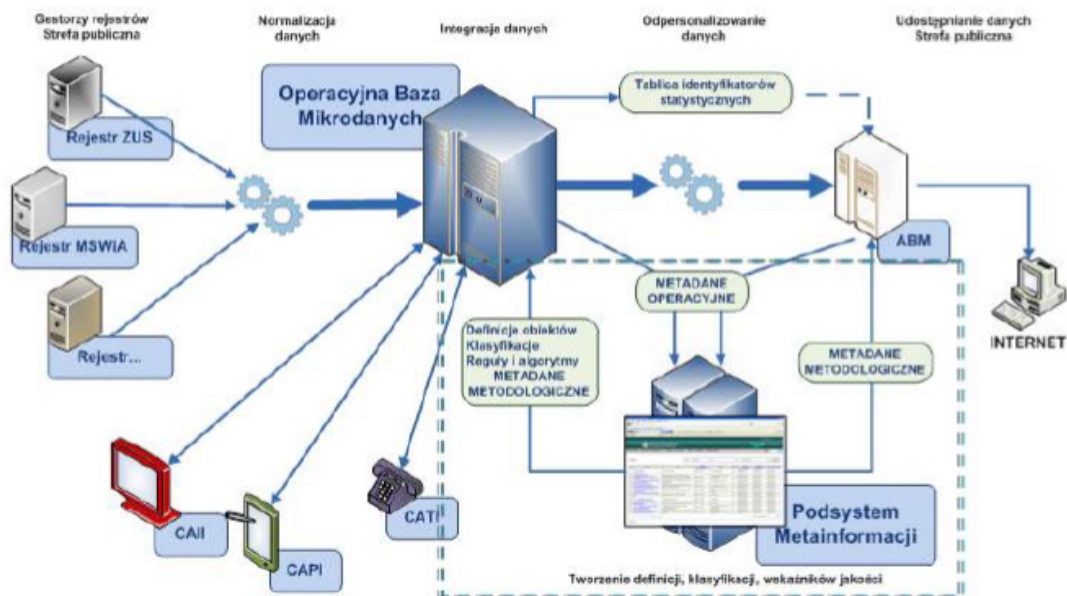 Gestorzy rejestrów
Strefa publiczna
Normalizacja
danych
Integracja danych
Odpersonalizowanie
danych
Udostępnianie danych
Strefa publiczna
Rejestr ZUS
Rejestr MSWiA
Rejestr...
Operacyjna Baza
Mikrodanych
Tablica identyfikatorów
statystycznych
ABM
INTERNET
METADANE
OPERACYJNE
Definicje obiektów
Klasyfikacje
Reguły i algorytmy
METADANE
METODOLOGICZNE
METADANE
METODOLOGICZNE
CAII
CAPI
CATI
Podsystem
Metainformacji
Tworzenie definicji, klasyfikacji, wskaźników jakości